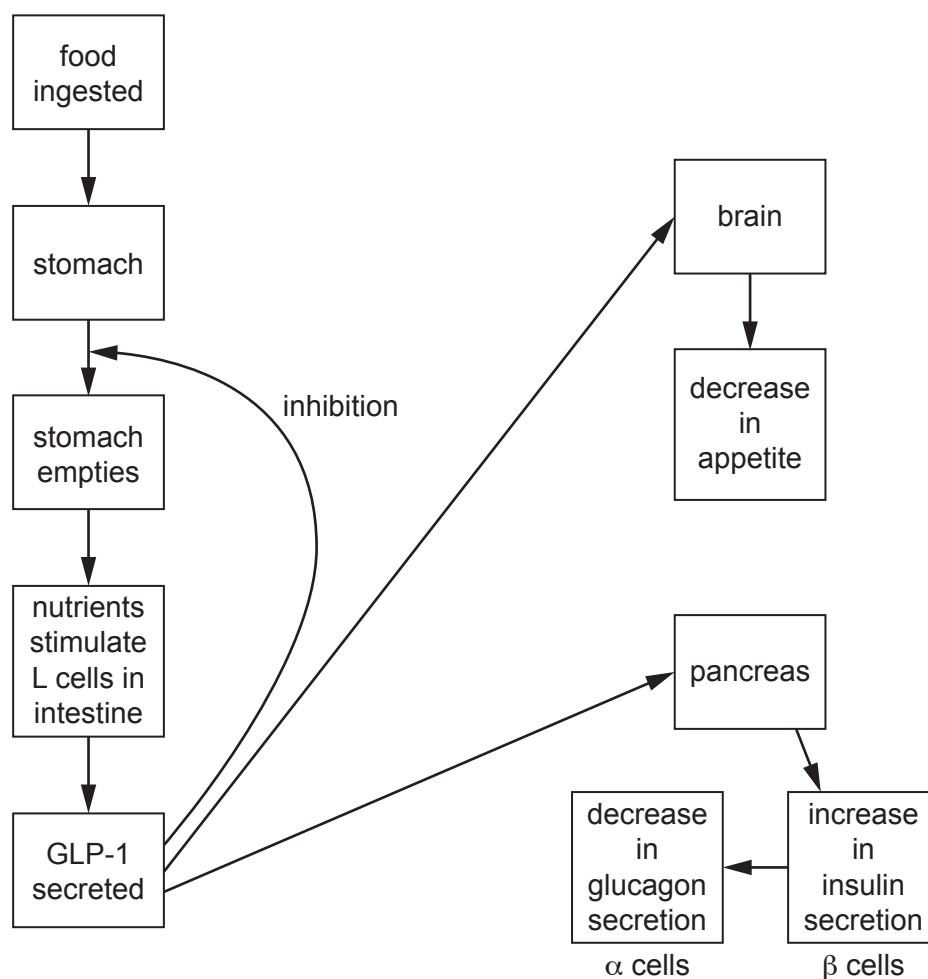 food
ingested
stomach
inhibition
stomach
empties
nutrients
stimulate
L cells in
intestine
GLP-1
secreted
brain
decrease
in
appetite
pancreas
decrease
in
glucagon
secretion
α cells
increase
in
insulin
secretion
β cells